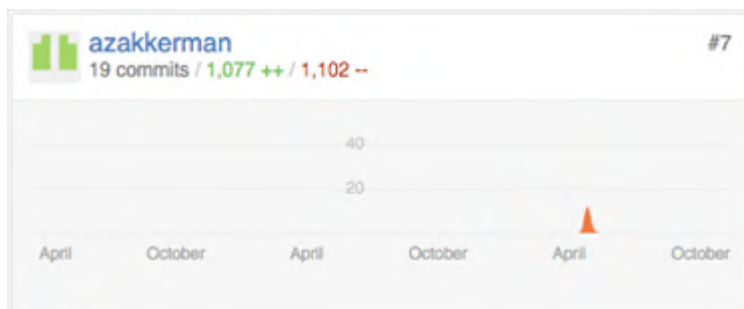 azakkerman #7
19 commits / 1,077 ++ / 1,102 --
40
20
April October April October April October